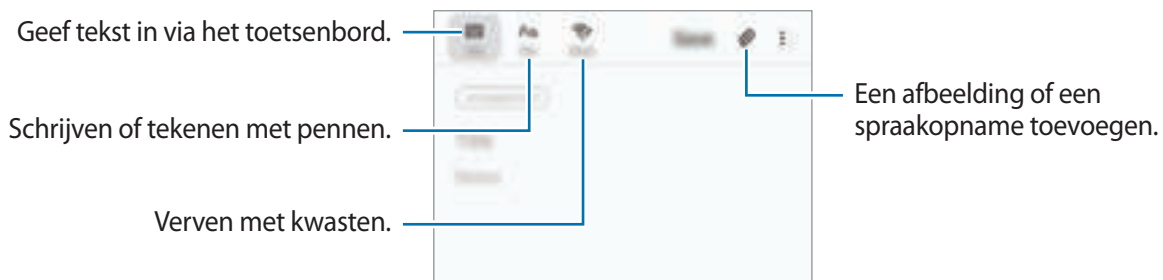 Geef tekst in via het toetsenbord.
Schrijven of tekenen met pennen.
Verven met kwasten.
Een afbeelding of een
spraakopname toevoegen.